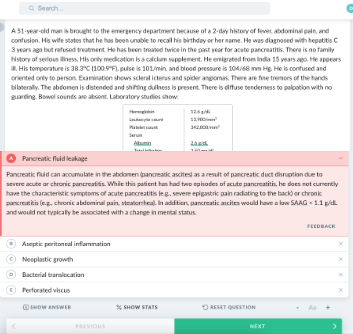 Search...
A 51-year-old man is brought to the emergency department because of a 2-day history of fever, abdominal pain, and
confusion. His wife states that he has been unable to recall his birthday or her name. He was diagnosed with hepatitis C
3 years ago but refused treatment. He has been treated twice in the past year for acute pancreatitis. There is no family
history of serious illness. His only medication is a calcium supplement. He emigrated from India 15 years ago. He appears
ill. His temperature is 38.3°C (100.9°F), pulse is 101/min, and blood pressure is 104/68 mm Hg. He is confused and
oriented only to person. Examination shows scleral icterus and spider angiomas. There are fine tremors of the hands
bilaterally. The abdomen is distended and shifting dullness is present. There is diffuse tenderness to palpation with no
guarding. Bowel sounds are absent. Laboratory studies show:
Hemoglobin 12.6 g/dL
Leukocyte count 13,900/mm³
Platelet count 342,000/mm³
Serum
Albumin
A Pancreatic fluid leakage
Pancreatic fluid can accumulate in the abdomen (pancreatic ascites) as a result of pancreatic duct disruption due to
severe acute or chronic pancreatitis. While this patient has had two episodes of acute pancreatitis, he does not currently
have the characteristic symptoms of acute pancreatitis (e.g., severe epigastric pain radiating to the back) or chronic
pancreatitis (e.g., chronic abdominal pain, steatorrhea). In addition, pancreatic ascites would have a low SAAG < 1.1 g/dL
and would not typically be associated with a change in mental status.
FEEDBACK
B Aseptic peritoneal inflammation
C Neoplastic growth
D Bacterial translocation
E Perforated viscus
SHOW ANSWER % SHOW STATS RESET QUESTION - Aa +
< PREVIOUS NEXT >